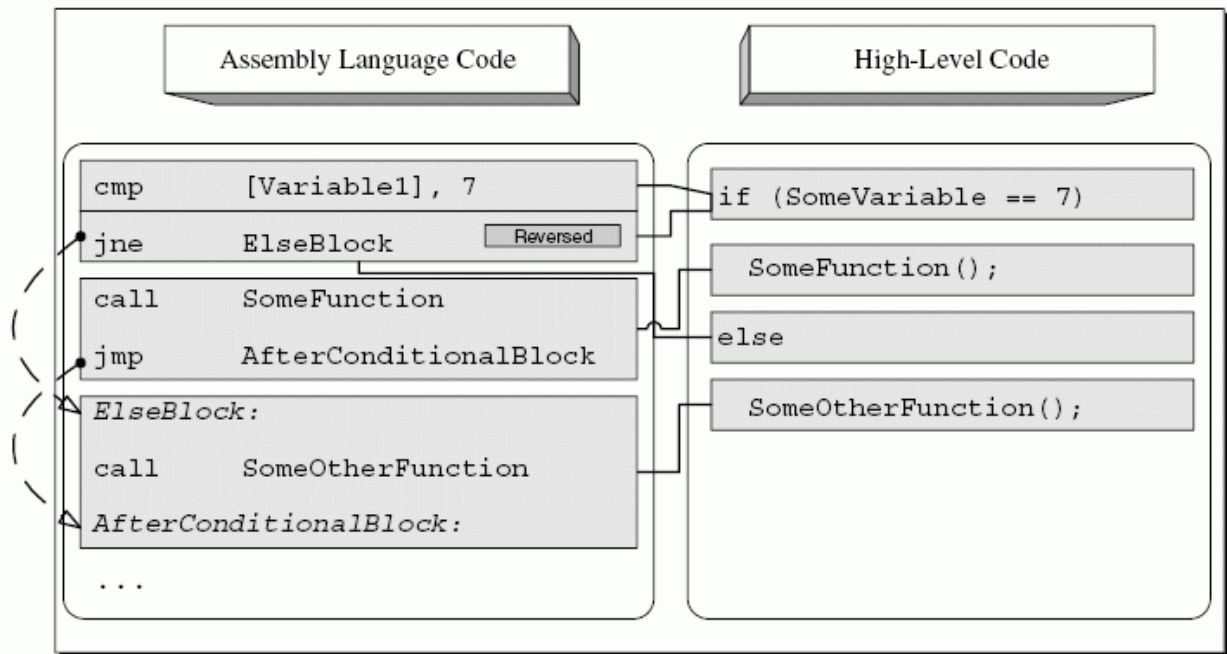 Assembly Language Code
High-Level Code
cmp [Variable1], 7
jne ElseBlock Reversed
call SomeFunction
jmp AfterConditionalBlock
ElseBlock:
call SomeOtherFunction
AfterConditionalBlock:
...
if (SomeVariable == 7)
SomeFunction();
else
SomeOtherFunction();